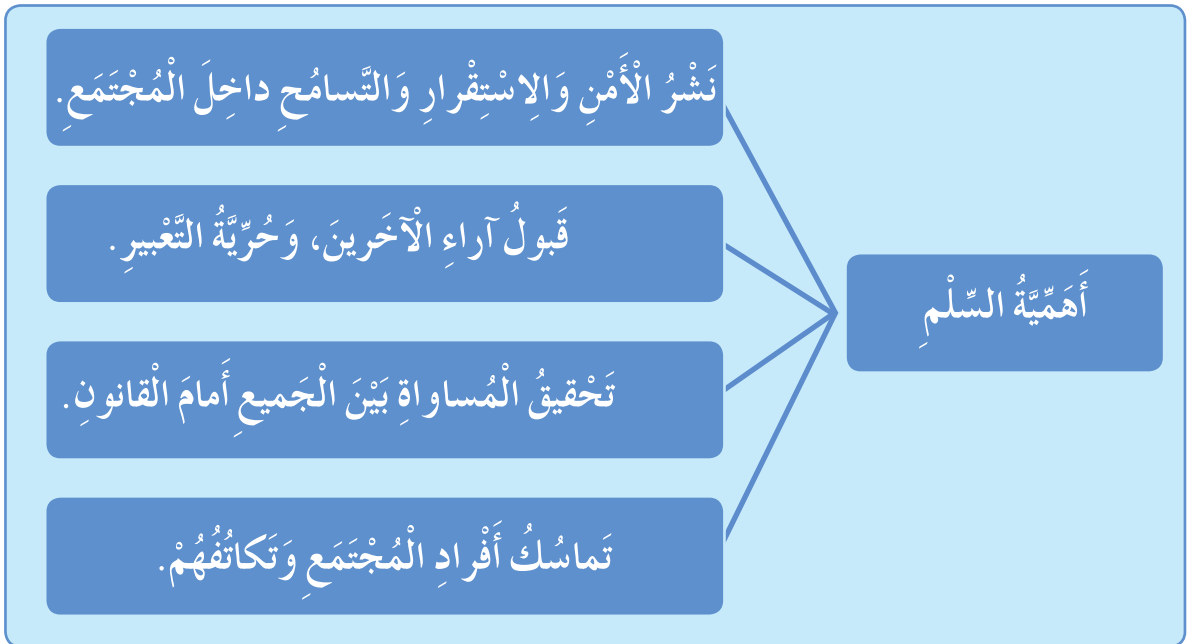 أَهَمِّيَّةُ السِّلْمِ
نَشْرُ الْأَمْنِ وَالِاسْتِقْرارِ وَالتَّسامُحِ داخِلَ الْمُجْتَمَعِ.
قَبولُ آراءِ الْآخَرينَ، وَحُرِّيَّةُ التَّعْبيرِ.
تَحْقيقُ الْمُساواةِ بَيْنَ الْجَميعِ أَمامَ الْقانونِ.
تَماسُكُ أَفْرادِ الْمُجْتَمَعِ وَتَكاتُفُهُمْ.